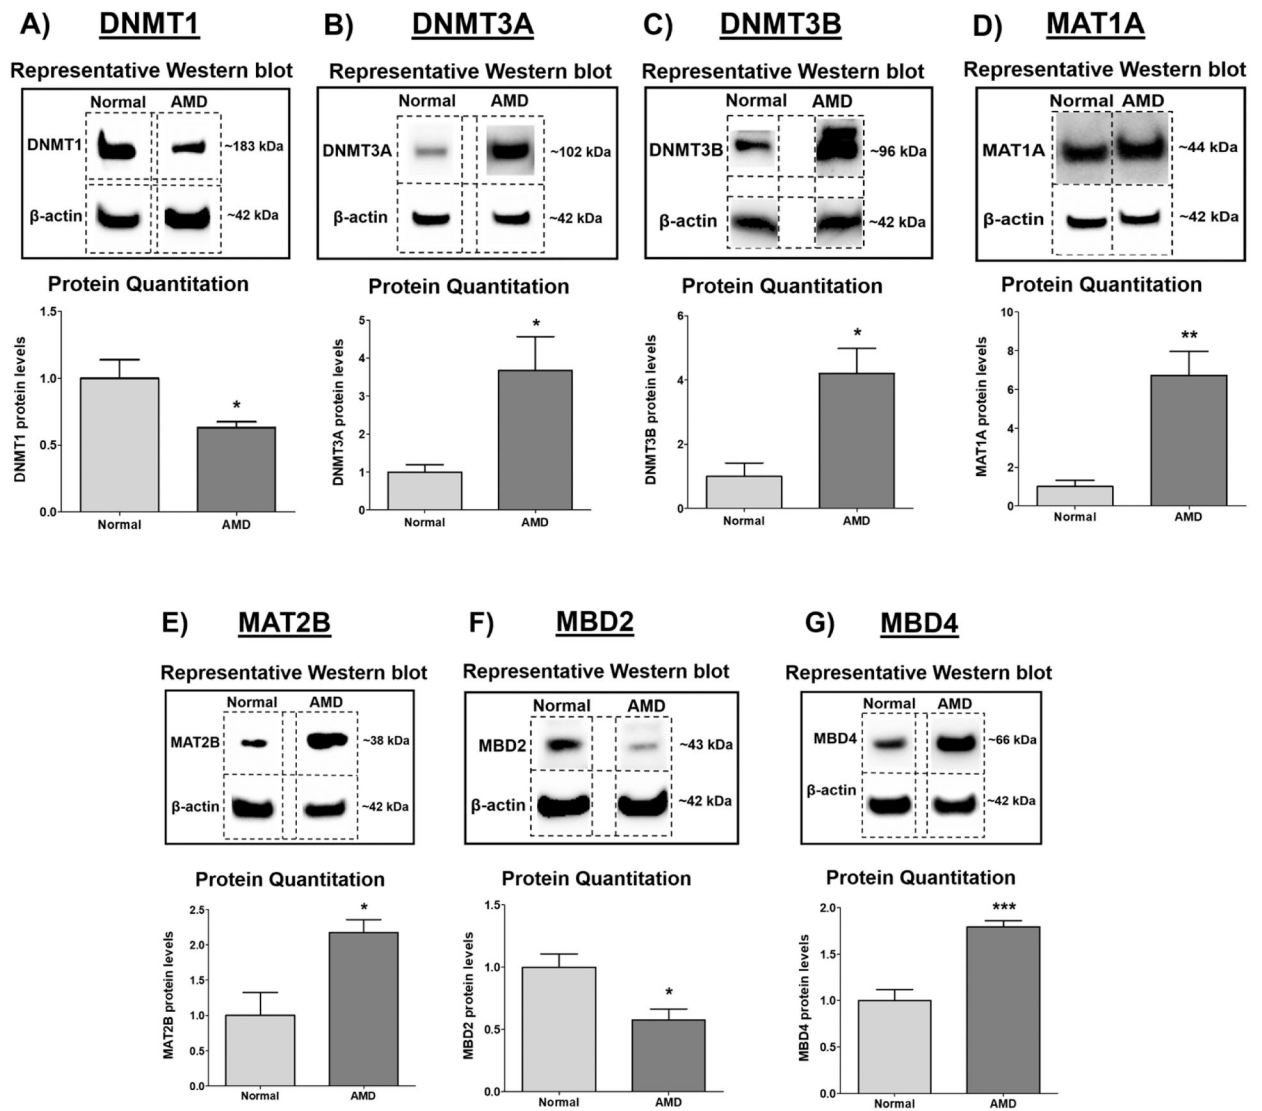 A) DNMT1
Representative Western blot
Normal AMD
DNMT1 ~183 kDa
β-actin ~42 kDa
Protein Quantitation
DNMT1 protein levels
1.5
1.0
0.5
0.0
*
Normal AMD
B) DNMT3A
Representative Western blot
Normal AMD
DNMT3A ~102 kDa
β-actin ~42 kDa
Protein Quantitation
DNMT3A protein levels
5
4
3
2
1
0
*
Normal AMD
C) DNMT3B
Representative Western blot
Normal AMD
DNMT3B ~96 kDa
β-actin ~42 kDa
Protein Quantitation
DNMT3B protein levels
6
4
2
0
*
Normal AMD
D) MAT1A
Representative Western blot
Normal AMD
MAT1A ~44 kDa
β-actin ~42 kDa
Protein Quantitation
MAT1A protein levels
10
8
6
4
2
0
**
Normal AMD
E) MAT2B
Representative Western blot
Normal AMD
MAT2B ~38 kDa
β-actin ~42 kDa
Protein Quantitation
MAT2B protein levels
2.5
2.0
1.5
1.0
0.5
0.0
*
Normal AMD
F) MBD2
Representative Western blot
Normal AMD
MBD2 ~43 kDa
β-actin ~42 kDa
Protein Quantitation
MBD2 protein levels
1.5
1.0
0.5
0.0
*
Normal AMD
G) MBD4
Representative Western blot
Normal AMD
MBD4 ~66 kDa
β-actin ~42 kDa
Protein Quantitation
MBD4 protein levels
2.0
1.5
1.0
0.5
0.0
***
Normal AMD